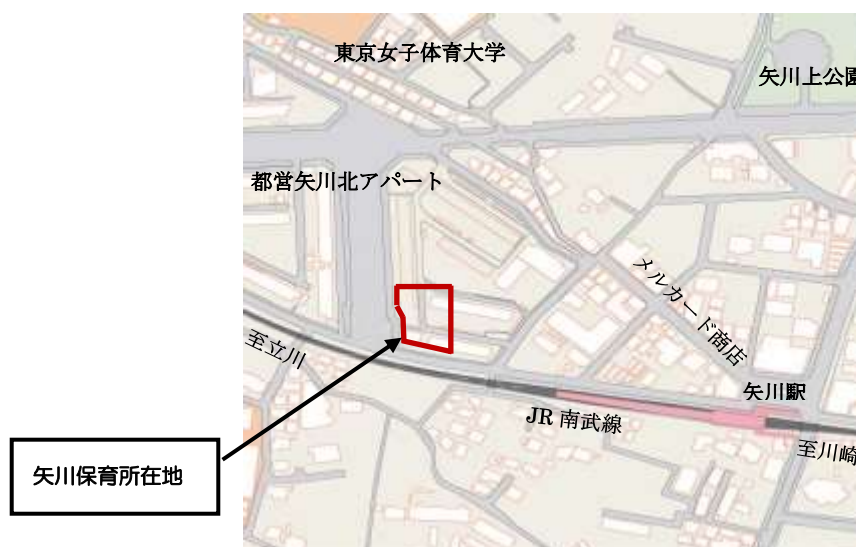 東京女子体育大学
矢川上公園
都営矢川北アパート
メルカード商店
至立川
矢川駅
JR 南武線
至川崎
矢川保育所在地